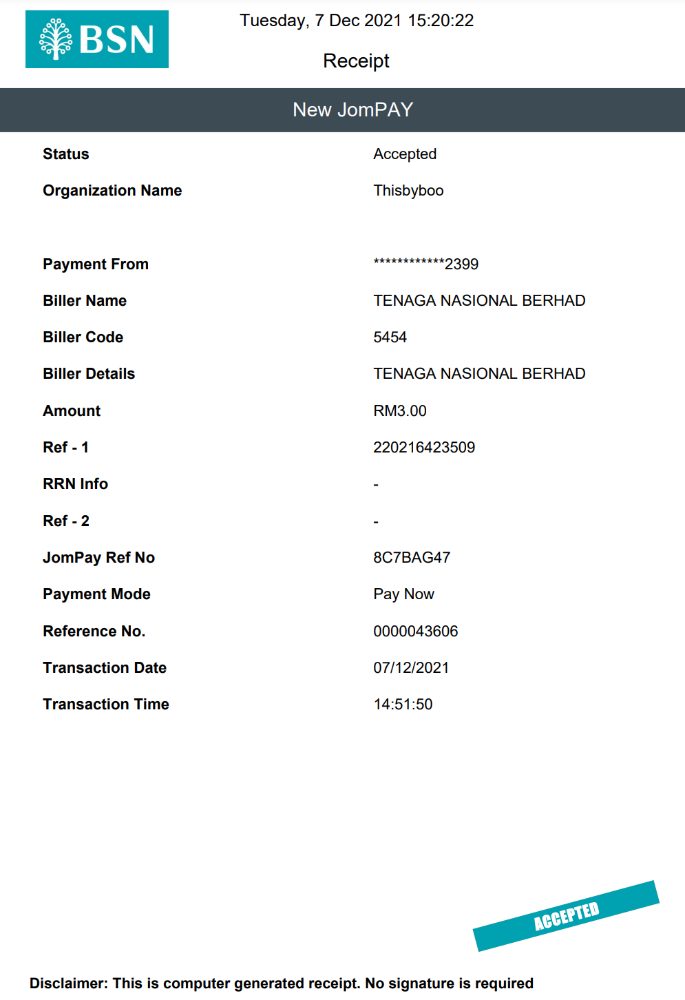 BSN
Tuesday, 7 Dec 2021 15:20:22
Receipt
New JomPAY
Status Accepted
Organization Name Thisbyboo
Payment From ************2399
Biller Name TENAGA NASIONAL BERHAD
Biller Code 5454
Biller Details TENAGA NASIONAL BERHAD
Amount RM3.00
Ref - 1 220216423509
RRN Info -
Ref - 2 -
JomPay Ref No 8C7BAG47
Payment Mode Pay Now
Reference No. 0000043606
Transaction Date 07/12/2021
Transaction Time 14:51:50
ACCEPTED
Disclaimer: This is computer generated receipt. No signature is required